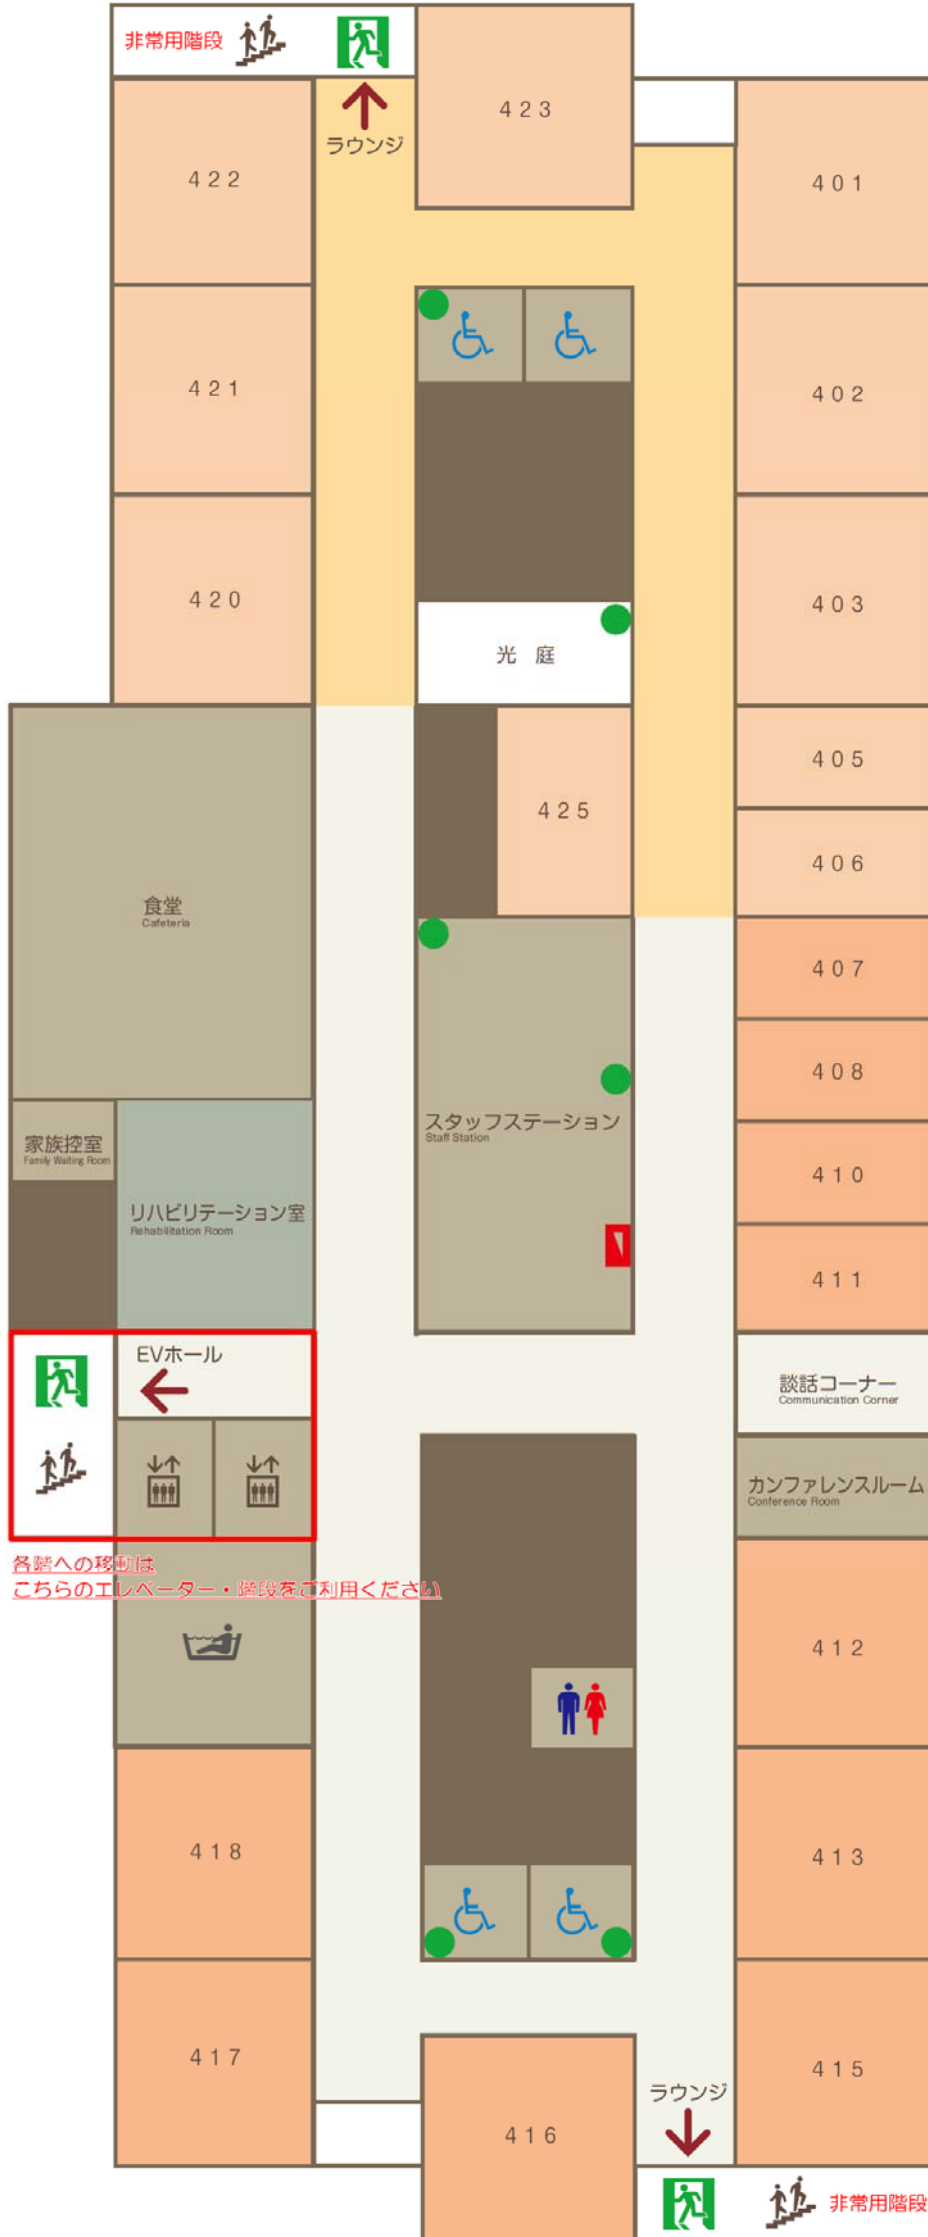 非常用階段
423
ラウンジ
422
401
421
402
420
403
光庭
405
425
406
食堂
Cafeteria
407
408
スタッフステーション
Staff Station
家族控室
Family Waiting Room
410
リハビリテーション室
Rehabilitation Room
411
EVホール
談話コーナー
Communication Corner
カンファレンスルーム
Conference Room
各階への移動は
こちらのエレベーター・階段をご利用ください
412
418
413
417
415
ラウンジ
416
非常用階段